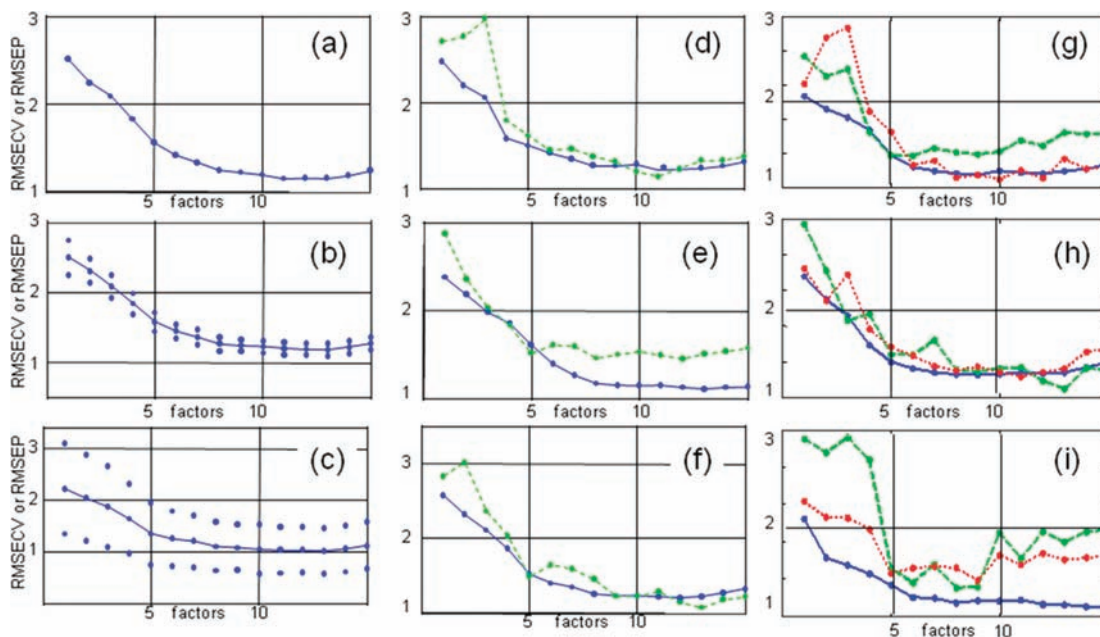 3 (a) 3 (d) 3 (g)
RMSECV or RMSEP
2 2 2
1 1 1
5 factors 10 5 factors 10 5 factors 10
3 (b) 3 (e) 3 (h)
RMSECV or RMSEP
2 2 2
1 1 1
5 factors 10 5 factors 10 5 factors 10
3 (c) 3 (f) 3 (i)
RMSECV or RMSEP
2 2 2
1 1 1
5 factors 10 5 factors 10 5 factors 10